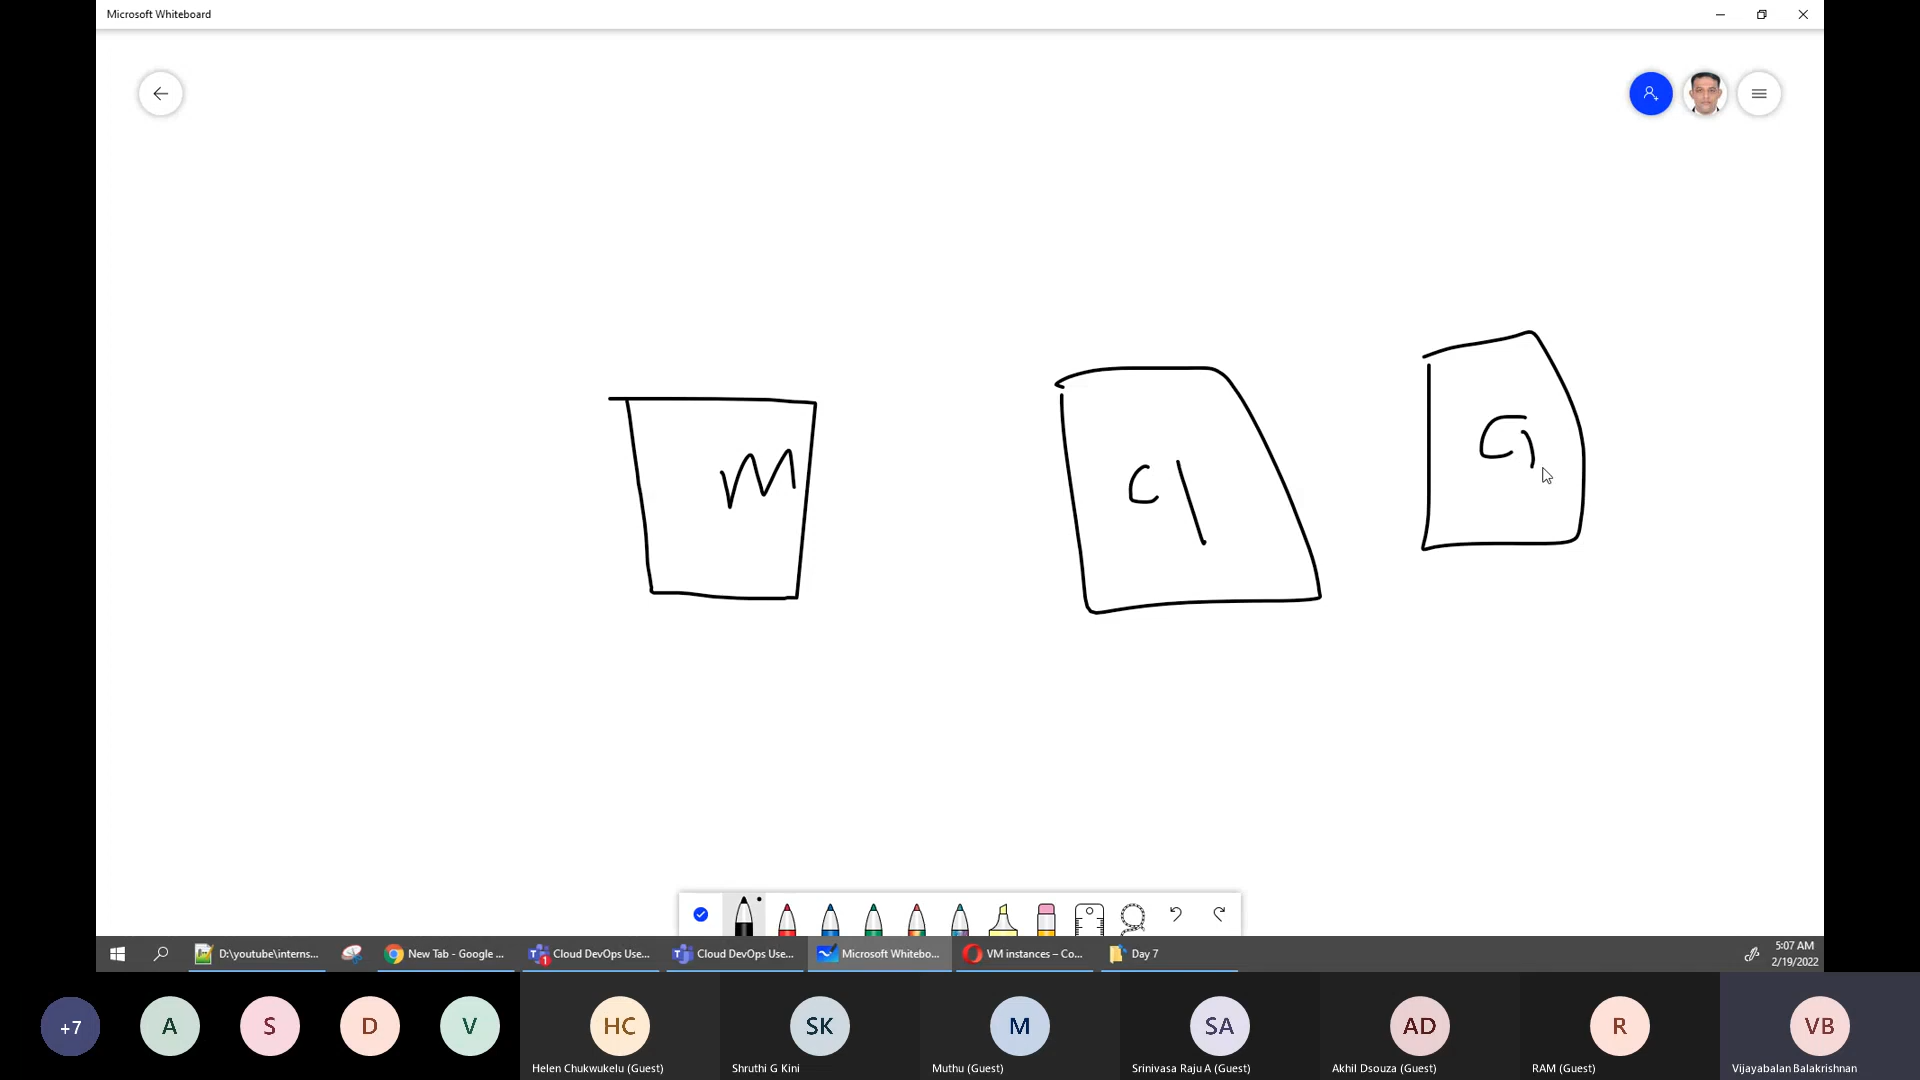 Microsoft Whiteboard
M
C1
D:\youtube\interns...
New Tab - Google ...
1
Cloud DevOps Use...
Cloud DevOps Use...
Microsoft Whitebo...
VM instances – Co...
Day 7
5:07 AM
2/19/2022
+7
A
S
D
V
HC
SK
M
SA
AD
R
VB
Helen Chukwukelu (Guest)
Shruthi G Kini
Muthu (Guest)
Srinivasa Raju A (Guest)
Akhil Dsouza (Guest)
RAM (Guest)
Vijayabalan Balakrishnan